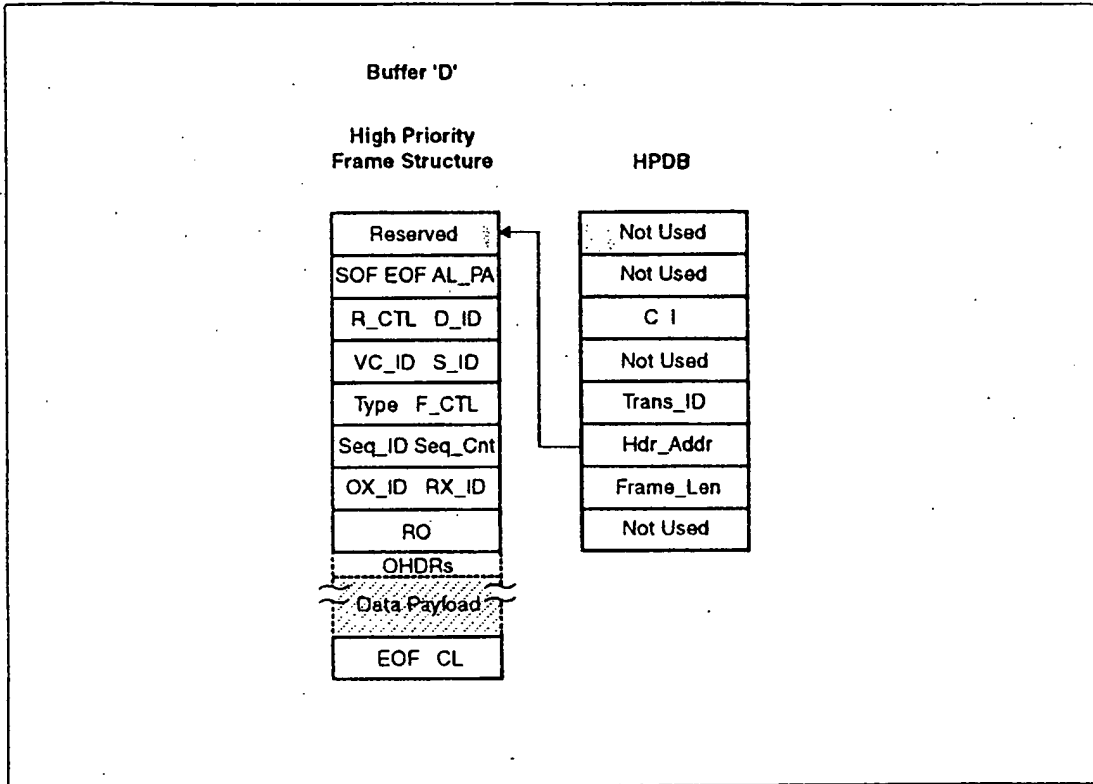 Buffer 'D'
High Priority
Frame Structure
HPDB
Reserved
SOF EOF AL_PA
R_CTL D_ID
VC_ID S_ID
Type F_CTL
Seq_ID Seq_Cnt
OX_ID RX_ID
RO
OHDRs
Data Payload
EOF CL
Not Used
Not Used
C I
Not Used
Trans_ID
Hdr_Addr
Frame_Len
Not Used